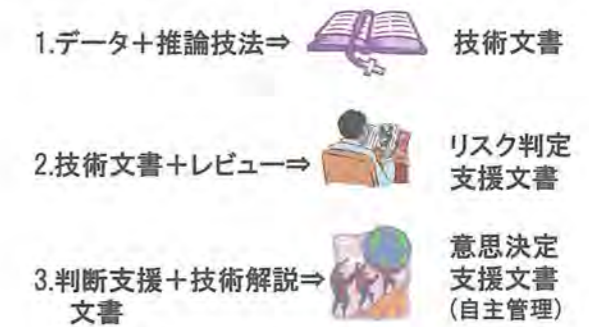 1.データ＋推論技法⇒
技術文書
2.技術文書＋レビュー⇒
リスク判定
支援文書
3.判断支援＋技術解説⇒
文書
意思決定
支援文書
(自主管理)